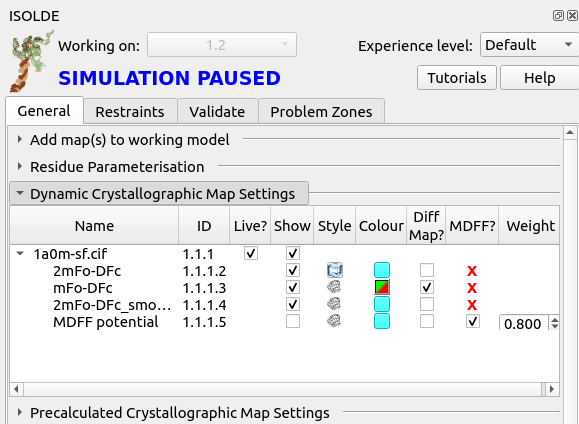 ISOLDE
Working on: 1.2 Experience level: Default
SIMULATION PAUSED Tutorials Help
General Restraints Validate Problem Zones
Add map(s) to working model
Residue Parameterisation
Dynamic Crystallographic Map Settings
Name ID Live? Show Style Colour Diff Map? MDFF? Weight
1a0m-sf.cif 1.1.1
2mFo-DFc 1.1.1.2 X
mFo-DFc 1.1.1.3 X
2mFo-DFc_smo... 1.1.1.4 X
MDFF potential 1.1.1.5 0.800
Precalculated Crystallographic Map Settings